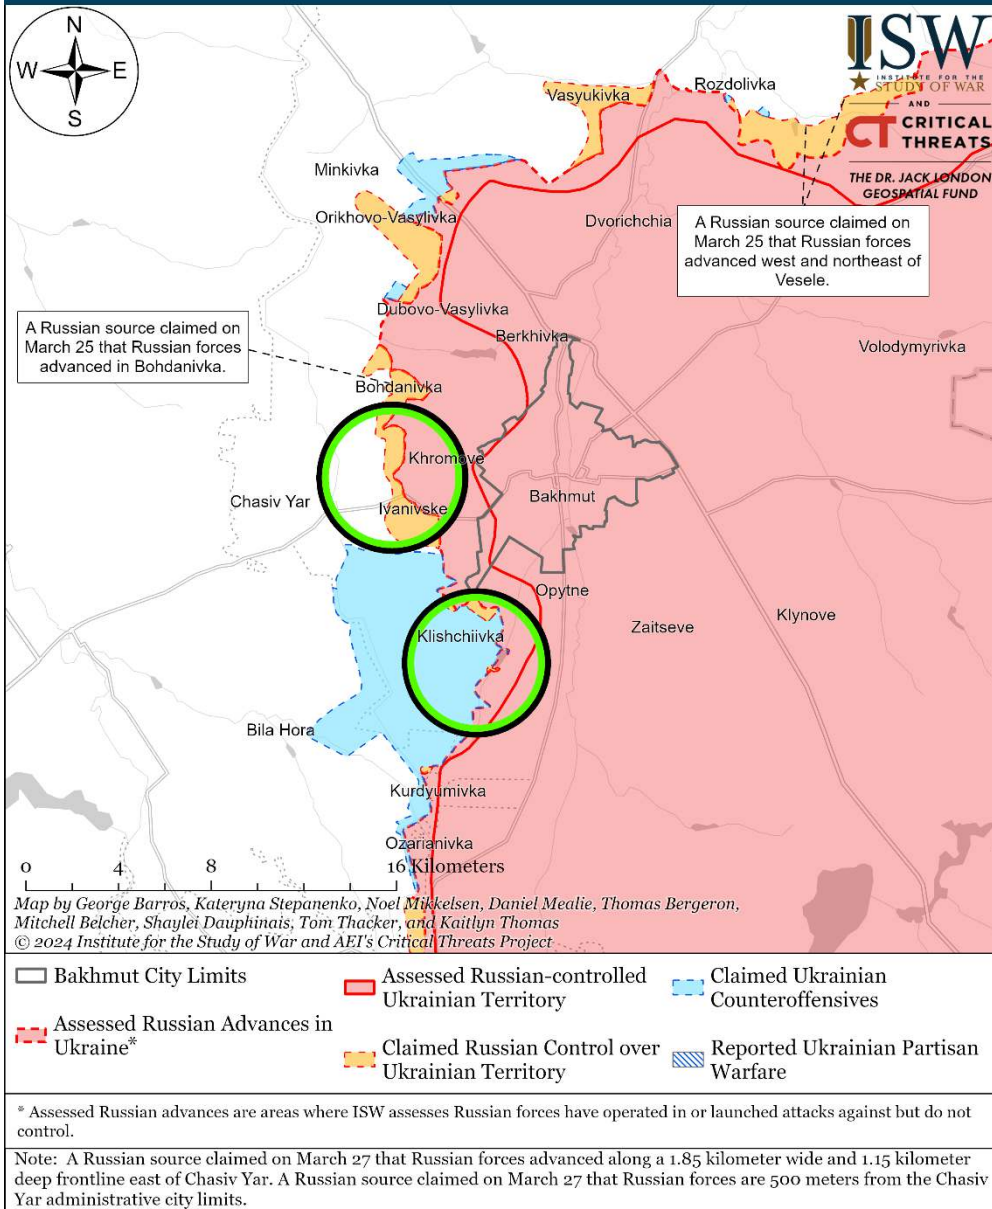 N
W
E
S
ISW
INSTITUTE FOR THE
STUDY OF WAR
AND
CT CRITICAL
THREATS
THE DR. JACK LONDON
GEOSPATIAL FUND
Vasyukivka
Rozdolivka
Minkivka
Orikhovo-Vasylivka
Dvorichchia
A Russian source claimed on
March 25 that Russian forces
advanced west and northeast of
Vesele.
Dubovo-Vasylivka
A Russian source claimed on
March 25 that Russian forces
advanced in Bohdanivka.
Berkhivka
Volodymyrivka
Bohdanivka
Khromove
Chasiv Yar
Ivanivske
Bakhmut
Opytne
Klishchiivka
Zaitseve
Klynove
Bila Hora
Kurdyumivka
Ozarianivka
0 4 8 16 Kilometers
Map by George Barros, Kateryna Stepanenko, Noel Mikkelsen, Daniel Mealie, Thomas Bergeron,
Mitchell Belcher, Shaylei Dauphinais, Tom Thacker, and Kaitlyn Thomas
© 2024 Institute for the Study of War and AEI's Critical Threats Project
Bakhmut City Limits
Assessed Russian Advances in
Ukraine*
Assessed Russian-controlled
Ukrainian Territory
Claimed Russian Control over
Ukrainian Territory
Claimed Ukrainian
Counteroffensives
Reported Ukrainian Partisan
Warfare
* Assessed Russian advances are areas where ISW assesses Russian forces have operated in or launched attacks against but do not
control.
Note: A Russian source claimed on March 27 that Russian forces advanced along a 1.85 kilometer wide and 1.15 kilometer
deep frontline east of Chasiv Yar. A Russian source claimed on March 27 that Russian forces are 500 meters from the Chasiv
Yar administrative city limits.